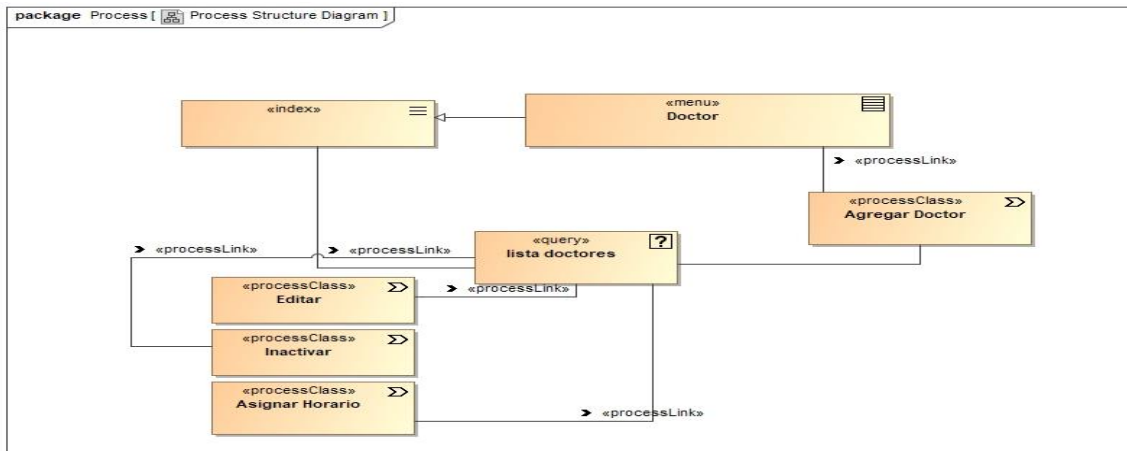 package Process [ Process Structure Diagram ]
«index»
«menu»
Doctor
«processLink»
«processClass»
Agregar Doctor
«query»
?
lista doctores
«processLink»
«processLink»
«processClass»
Editar
«processLink»
«processClass»
Inactivar
«processClass»
Asignar Horario
«processLink»